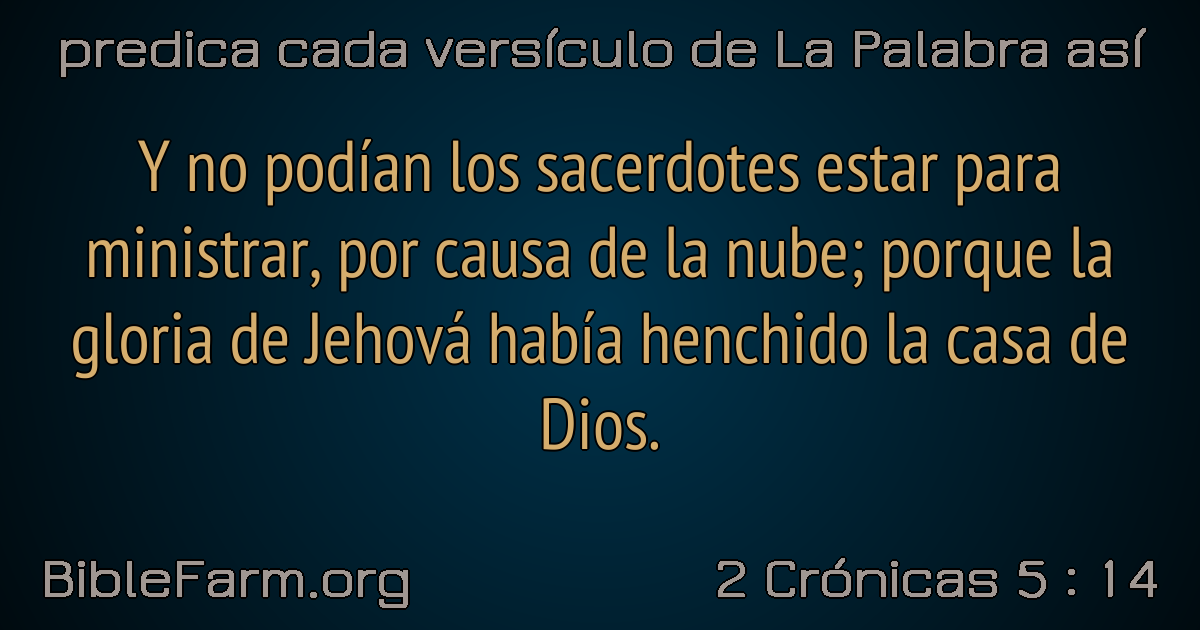 predica cada versículo de La Palabra así
Y no podían los sacerdotes estar para
ministrar, por causa de la nube; porque la
gloria de Jehová había henchido la casa de
Dios.
BibleFarm.org
2 Crónicas 5 : 14